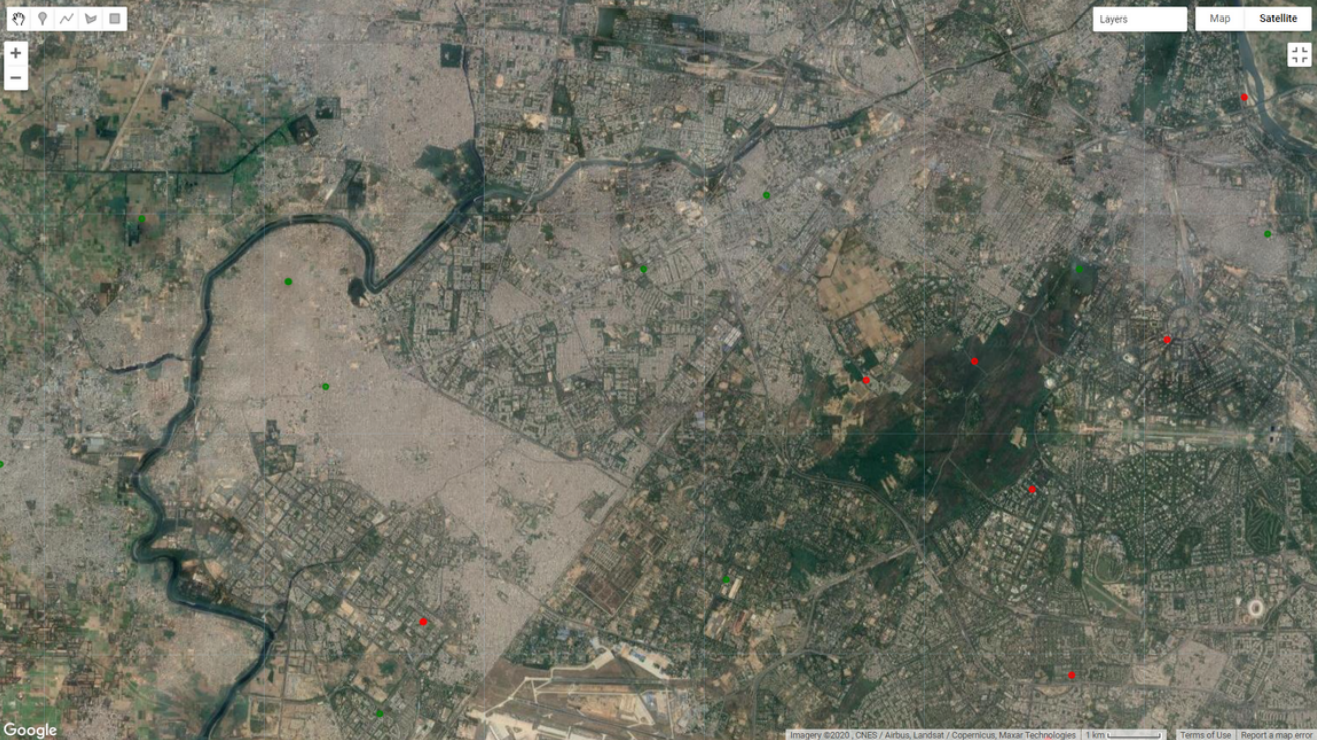 Layers
Map Satellite
Google
Imagery ©2020 , CNES / Airbus, Landsat / Copernicus, Maxar Technologies 1 km Terms of Use Report a map error